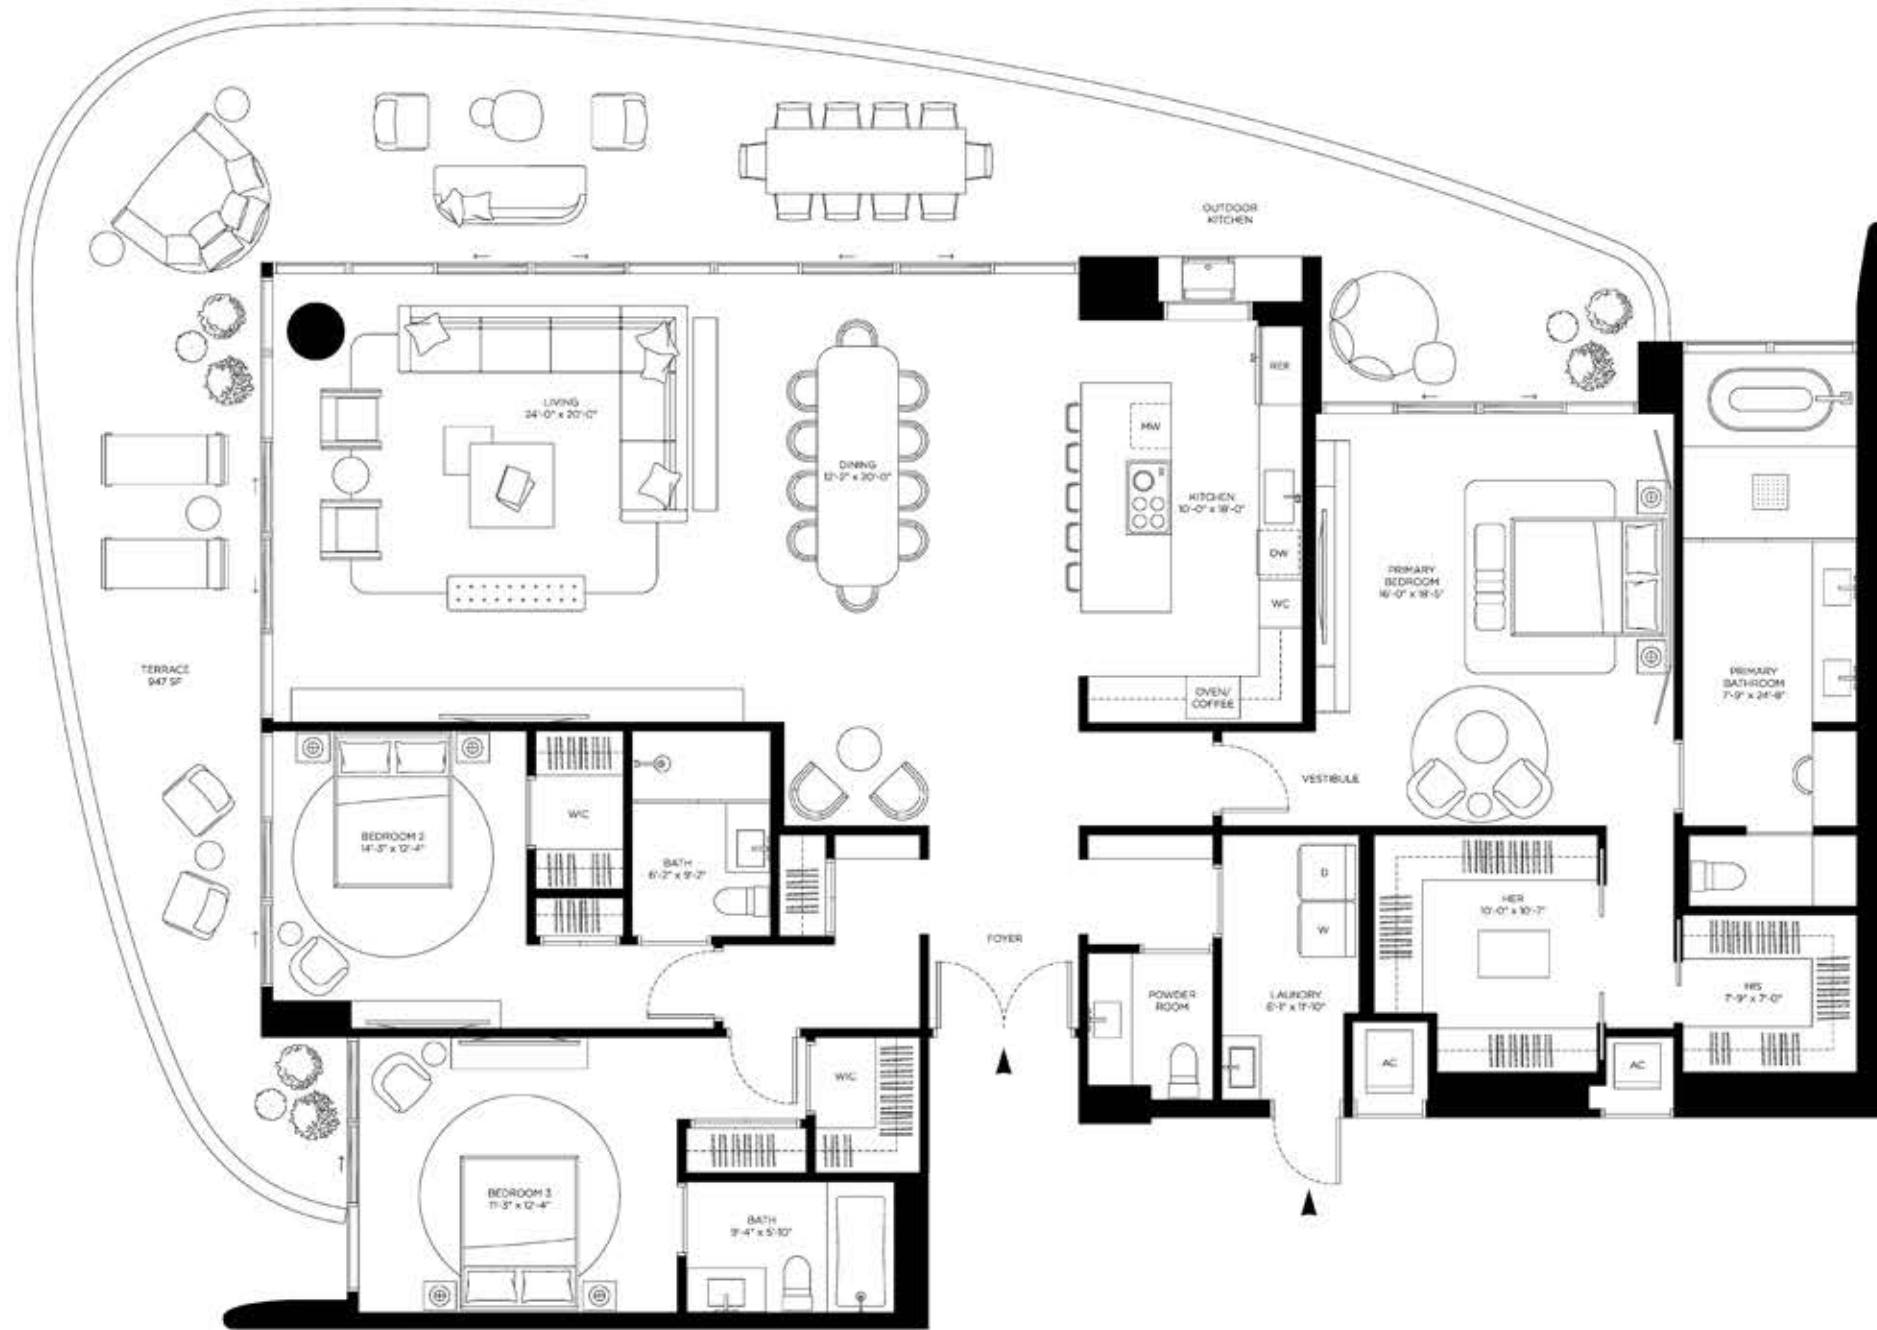 OUTDOOR
KITCHEN
LIVING
24'-0" x 20'-0"
REF
MW
DINING
12'-2" x 20'-0"
KITCHEN
10'-0" x 18'-0"
DW
WC
PRIMARY
BEDROOM
16'-0" x 18'-5"
TERRACE
947 SF
OVEN/
COFFEE
PRIMARY
BATHROOM
7'-9" x 24'-8"
VESTIBULE
WIC
BEDROOM 2
14'-3" x 12'-4"
BATH
6'-2" x 9'-2"
D
W
HER
10'-0" x 10'-7"
FOYER
POWDER
ROOM
LAUNDRY
6'-1" x 11'-10"
HIS
7'-9" x 7'-0"
AC
AC
WIC
BEDROOM 3
11'-3" x 12'-4"
BATH
9'-4" x 5'-10"